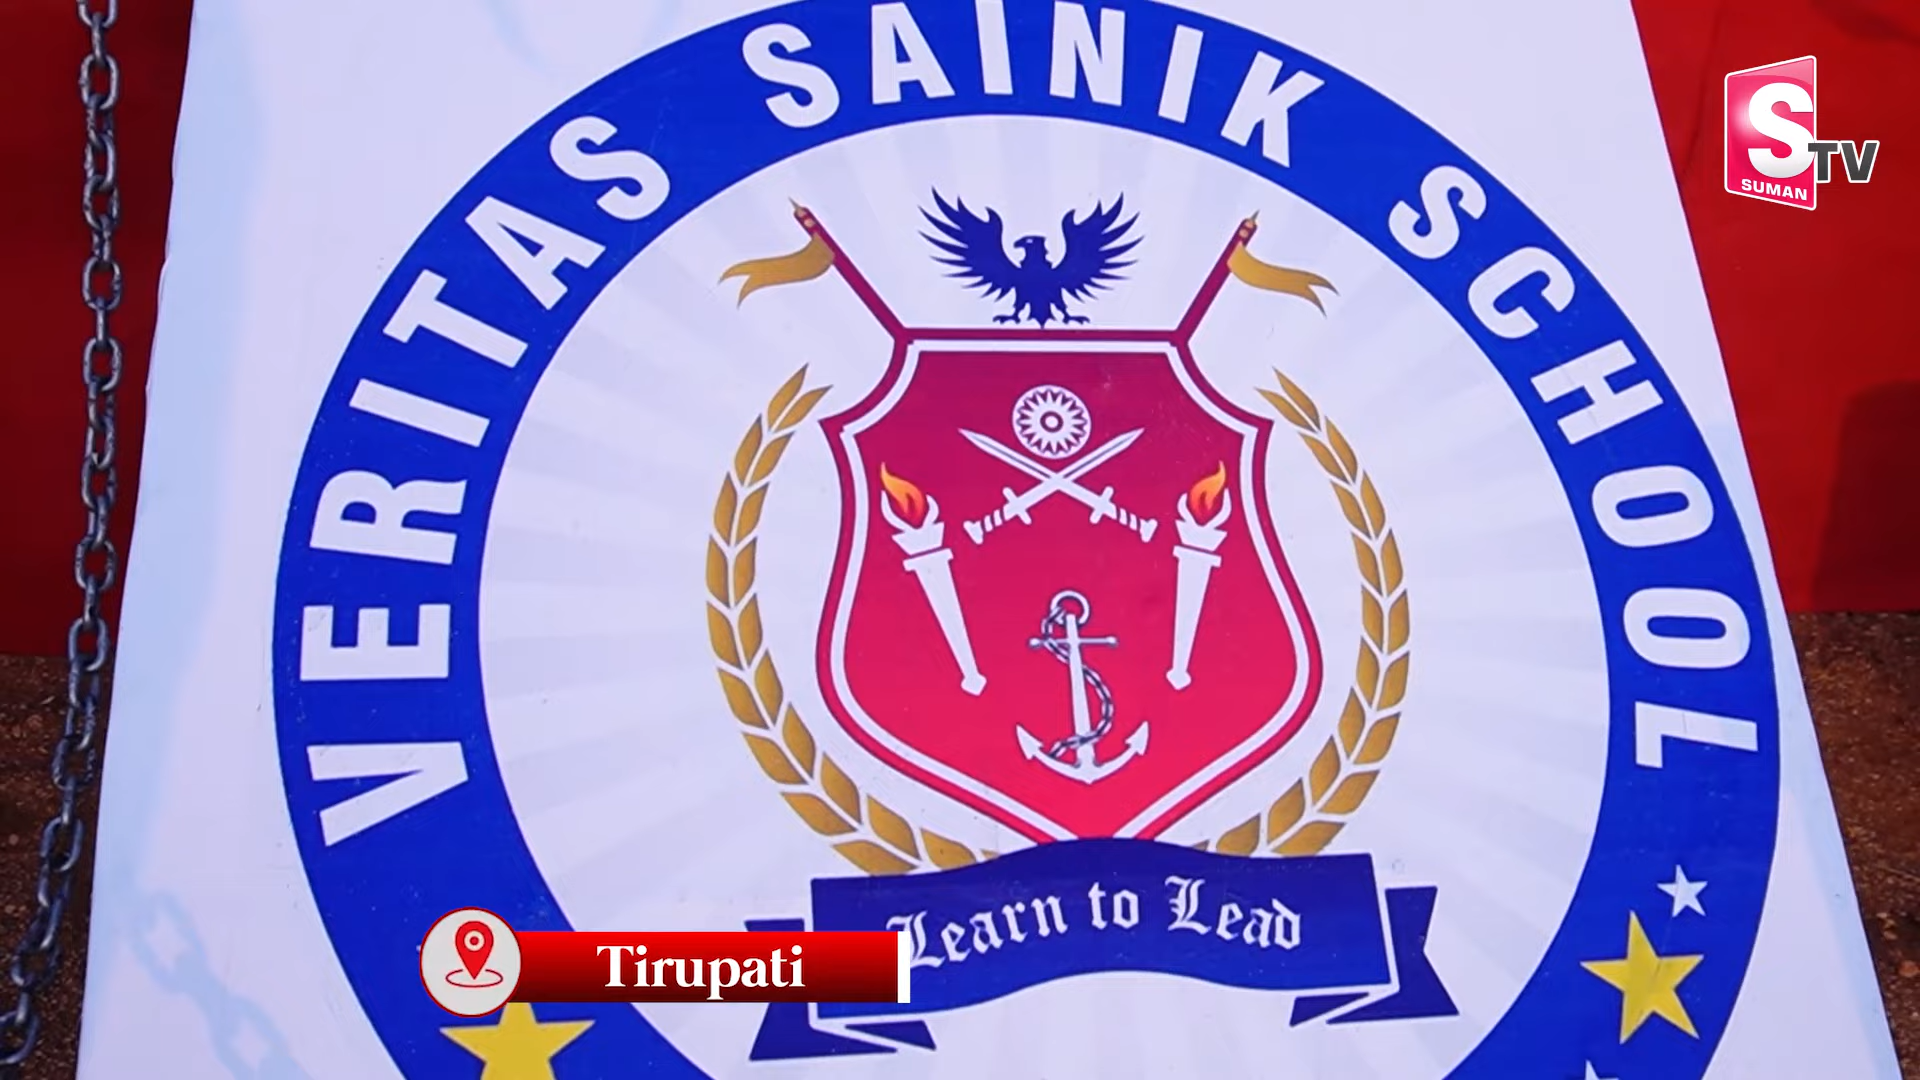 VERITAS SAINIK SCHOOL
S TV
SUMAN
Learn to Lead
Tirupati